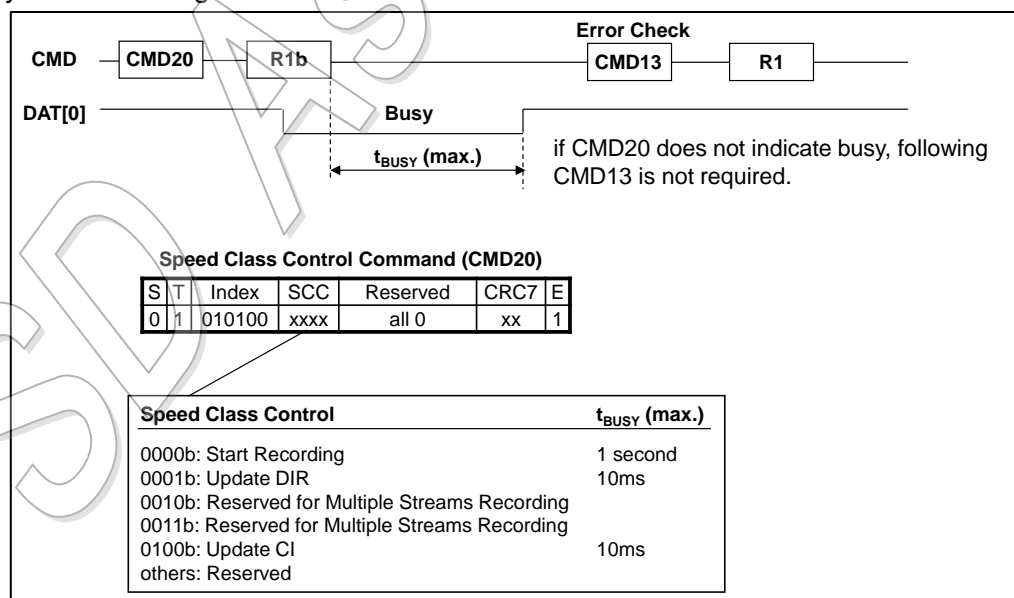 Error Check
CMD CMD20 R1b CMD13 R1
DAT[0] Busy
tBUSY (max.)
if CMD20 does not indicate busy, following
CMD13 is not required.
Speed Class Control Command (CMD20)
S T Index SCC Reserved CRC7 E
0 1 010100 xxxx all 0 xx 1
Speed Class Control tBUSY (max.)
0000b: Start Recording 1 second
0001b: Update DIR 10ms
0010b: Reserved for Multiple Streams Recording
0011b: Reserved for Multiple Streams Recording
0100b: Update CI 10ms
others: Reserved
SD AS